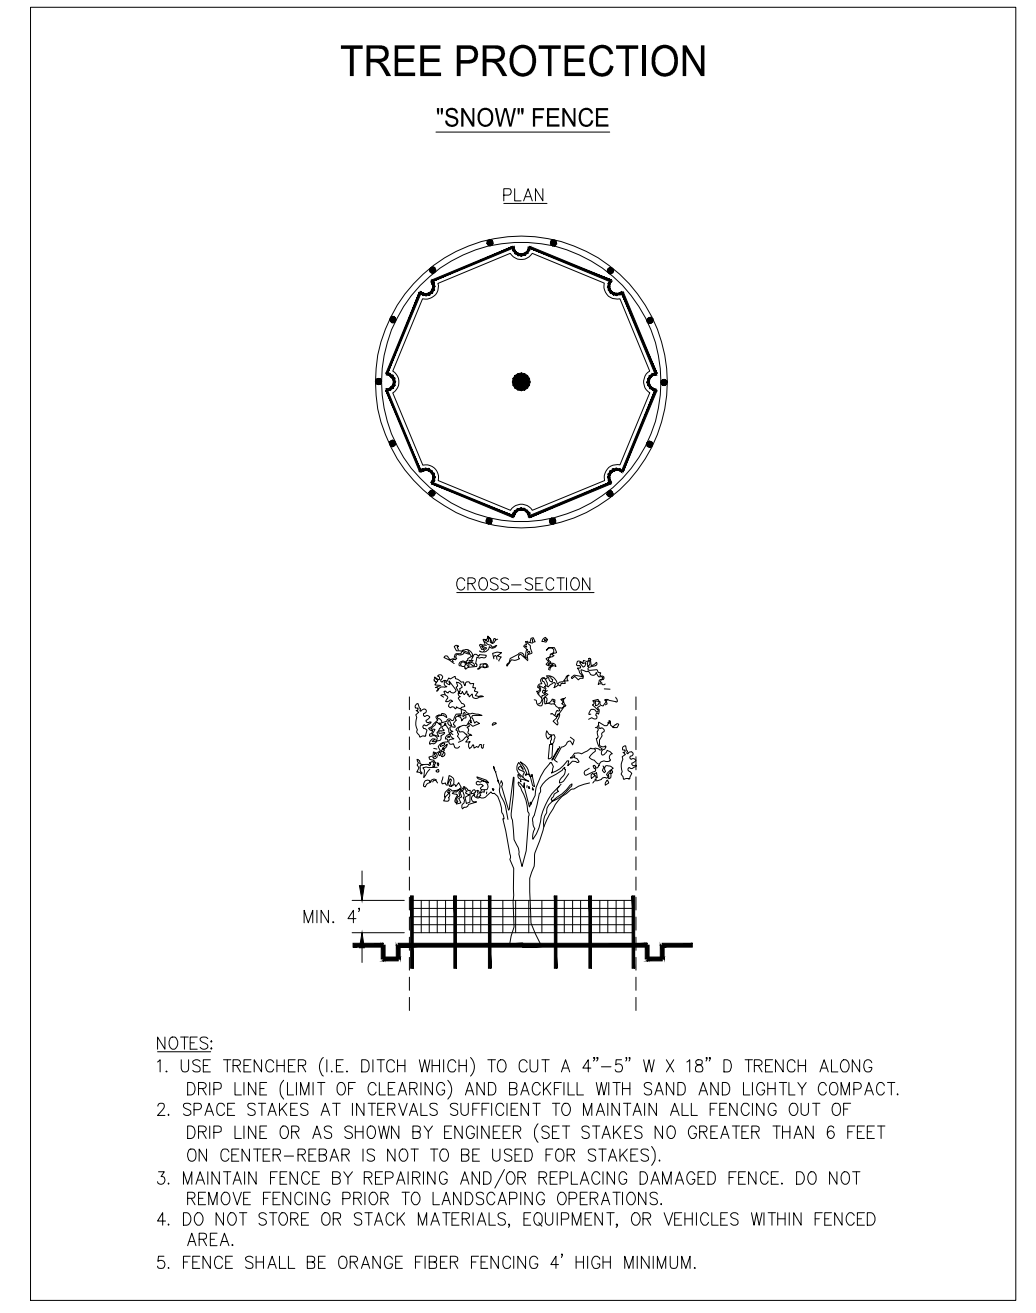 TREE PROTECTION
"SNOW" FENCE
PLAN
CROSS-SECTION
MIN. 4'
NOTES:
1. USE TRENCHER (I.E. DITCH WHICH) TO CUT A 4"-5" W X 18" D TRENCH ALONG
DRIP LINE (LIMIT OF CLEARING) AND BACKFILL WITH SAND AND LIGHTLY COMPACT.
2. SPACE STAKES AT INTERVALS SUFFICIENT TO MAINTAIN ALL FENCING OUT OF
DRIP LINE OR AS SHOWN BY ENGINEER (SET STAKES NO GREATER THAN 6 FEET
ON CENTER-REBAR IS NOT TO BE USED FOR STAKES).
3. MAINTAIN FENCE BY REPAIRING AND/OR REPLACING DAMAGED FENCE. DO NOT
REMOVE FENCING PRIOR TO LANDSCAPING OPERATIONS.
4. DO NOT STORE OR STACK MATERIALS, EQUIPMENT, OR VEHICLES WITHIN FENCED
AREA.
5. FENCE SHALL BE ORANGE FIBER FENCING 4' HIGH MINIMUM.